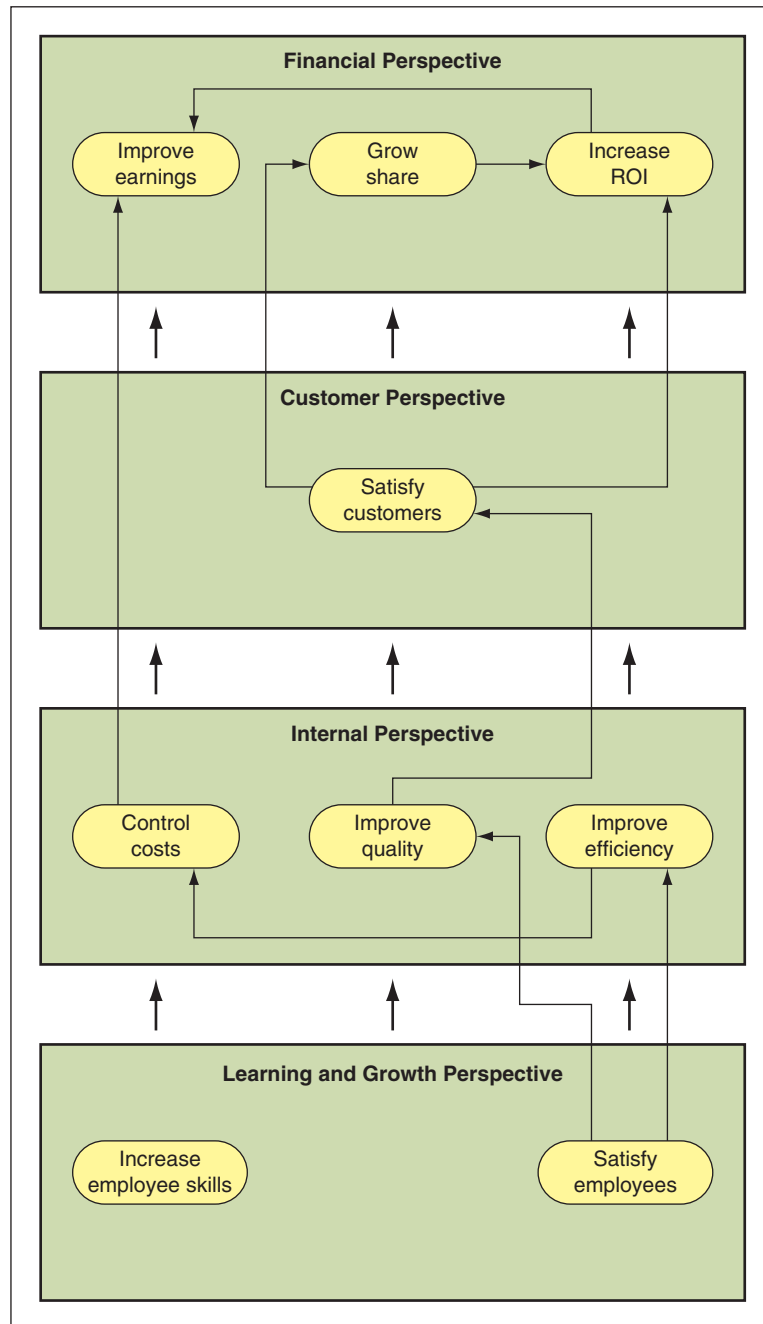 Financial Perspective
Improve
earnings
Grow
share
Increase
ROI
Customer Perspective
Satisfy
customers
Internal Perspective
Control
costs
Improve
quality
Improve
efficiency
Learning and Growth Perspective
Increase
employee skills
Satisfy
employees